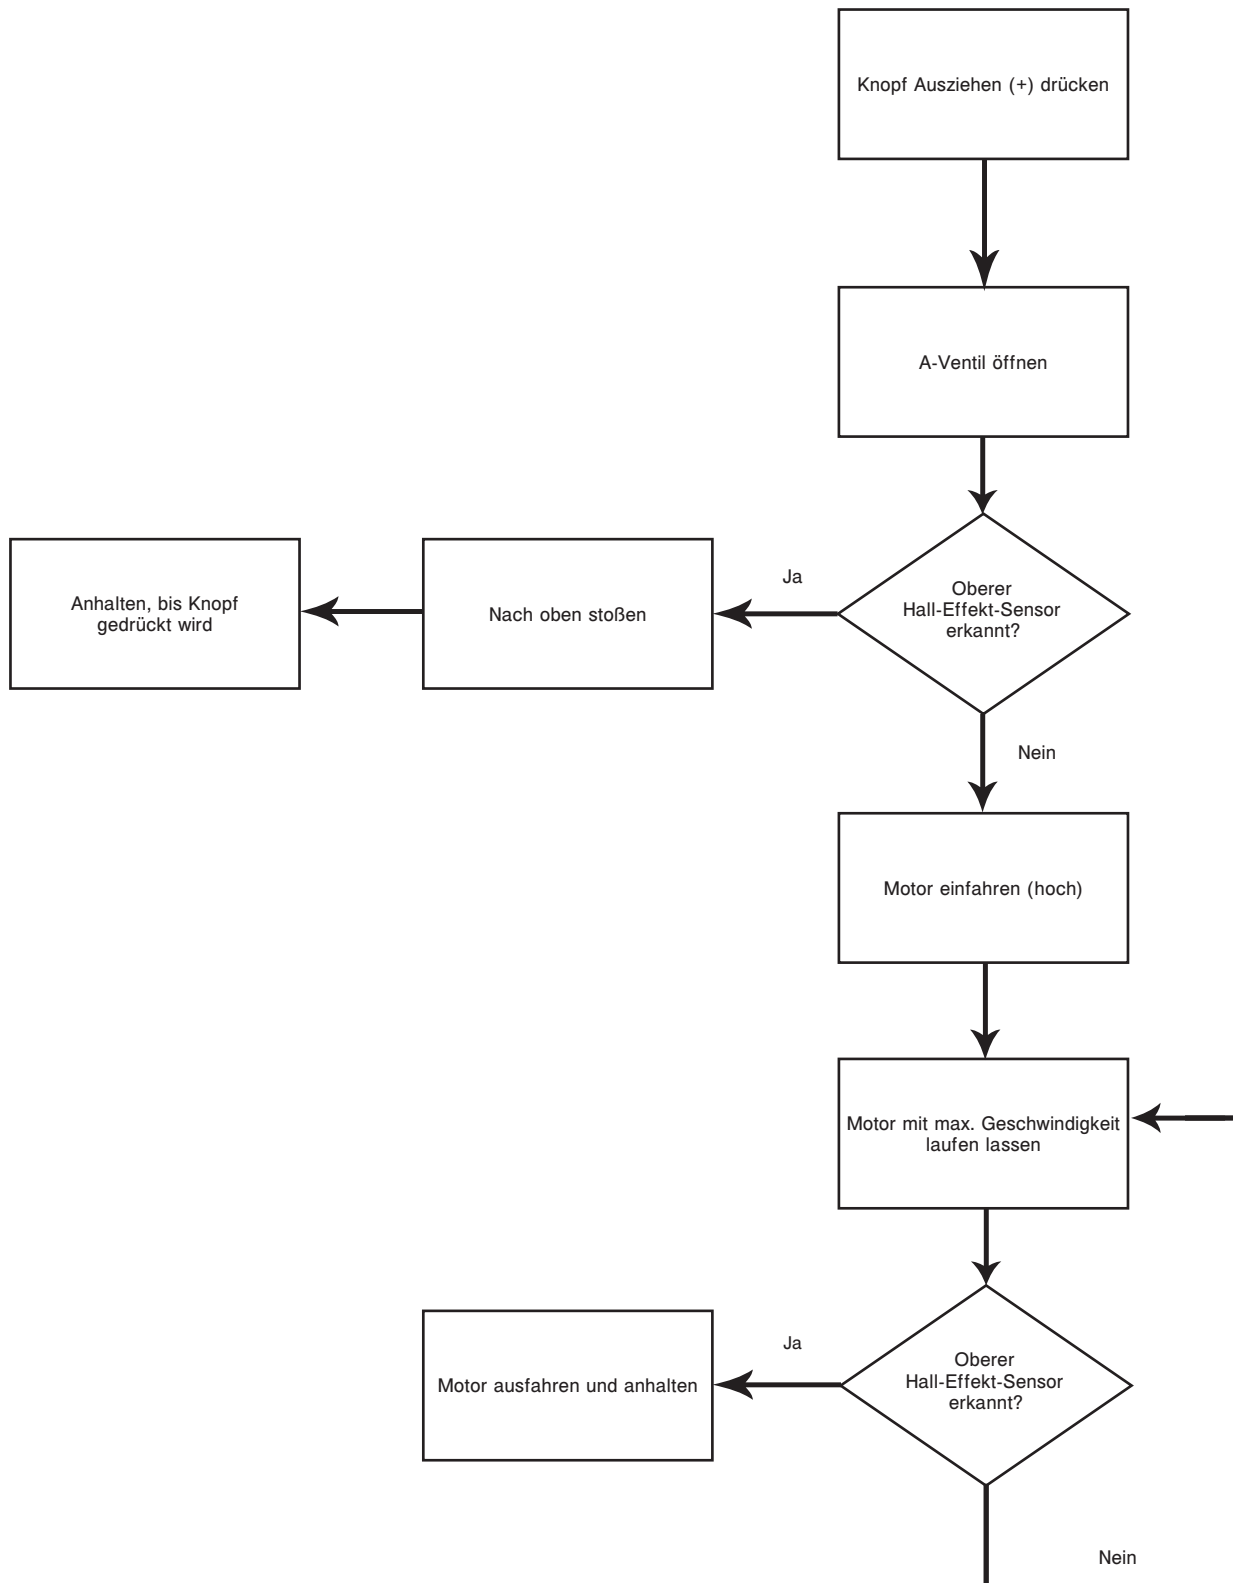 Knopf Ausziehen (+) drücken
A-Ventil öffnen
Oberer
Hall-Effekt-Sensor
erkannt?
Ja
Nach oben stoßen
Anhalten, bis Knopf
gedrückt wird
Nein
Motor einfahren (hoch)
Motor mit max. Geschwindigkeit
laufen lassen
Oberer
Hall-Effekt-Sensor
erkannt?
Ja
Motor ausfahren und anhalten
Nein